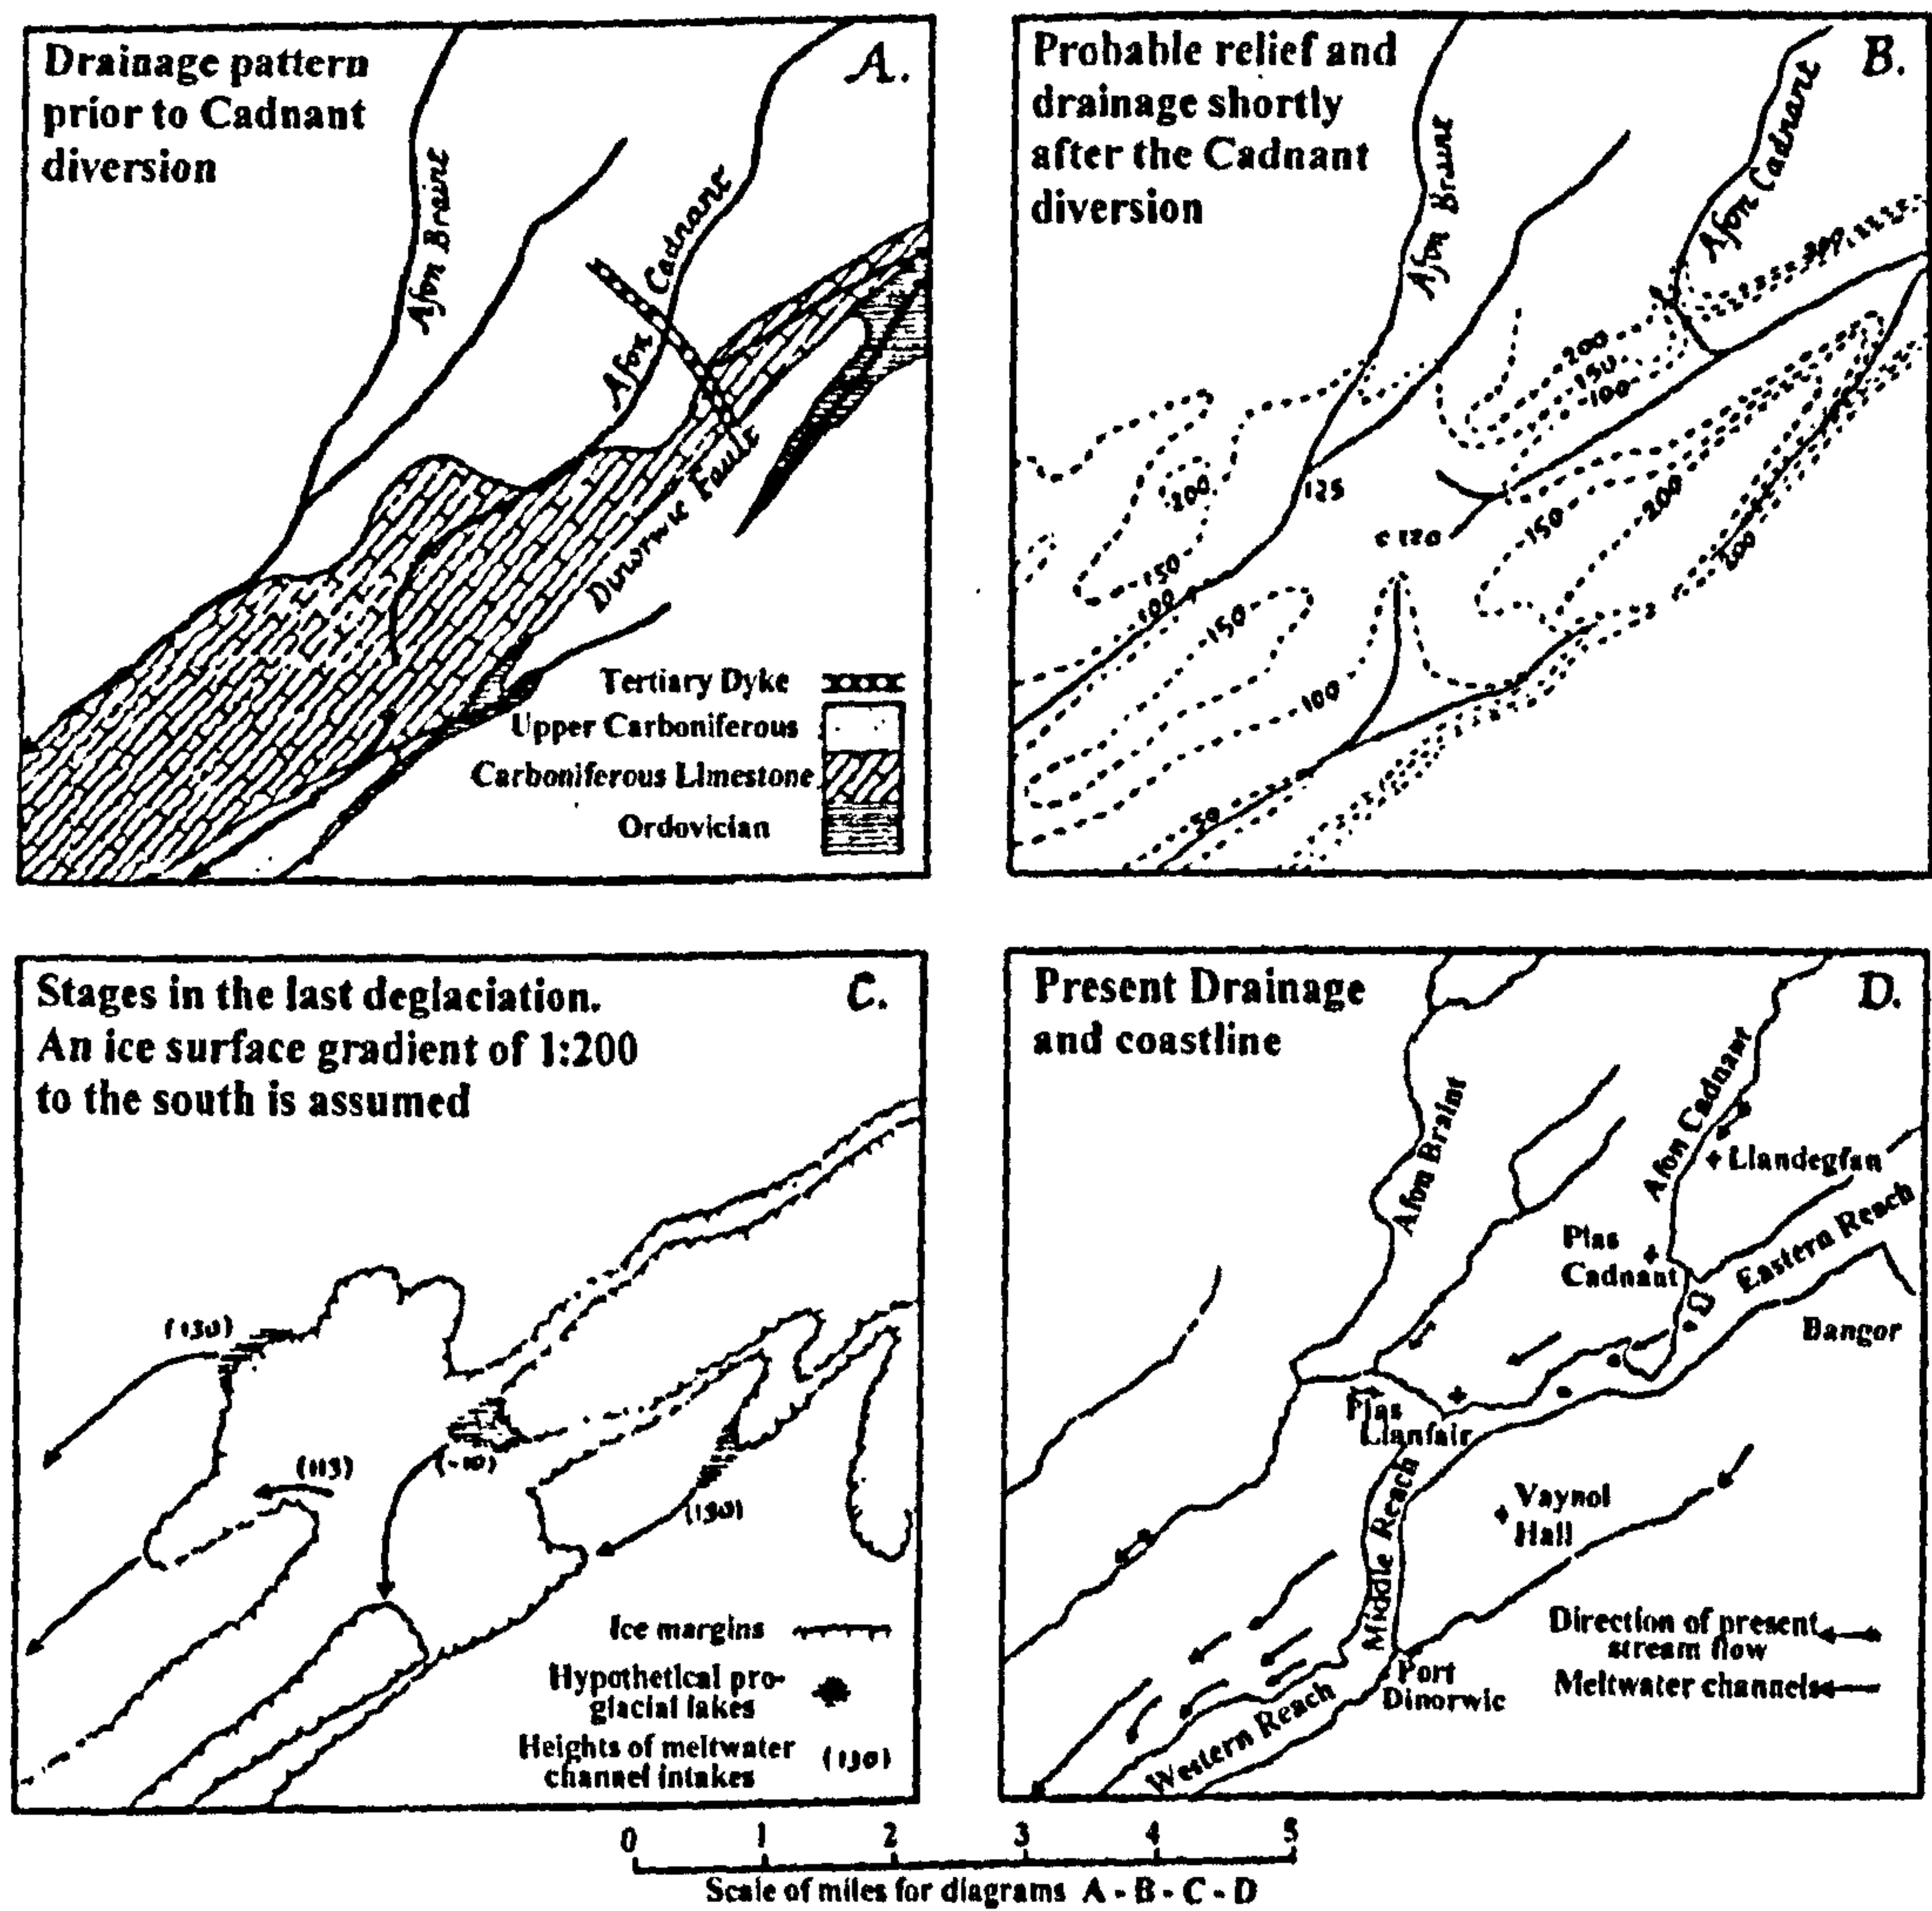 Drainage pattern
prior to Cadnant
diversion
A.
Afon Braint
Afon Cadnant
Dinorwic Fault
Tertiary Dyke
Upper Carboniferous
Carboniferous Limestone
Ordovician
Probable relief and
drainage shortly
after the Cadnant
diversion
B.
Afon Braint
Afon Cadnant
200
150
100
200
125
c 120
150
200
200
150
100
150
100
50
Stages in the last deglaciation.
An ice surface gradient of 1:200
to the south is assumed
C.
(130)
(115)
(130)
Ice margins
Hypothetical pro-
glacial lakes
Heights of meltwater
channel intakes
(130)
Present Drainage
and coastline
D.
Afon Braint
Afon Cadnant
Llandegfan
Plas
Cadnant
Eastern Reach
Bangor
Plas
Llanfair
Middle Reach
Vaynol
Hall
Port
Dinorwic
Western Reach
Direction of present
stream flow
Meltwater channels
0 1 2 3 4 5
Scale of miles for diagrams A - B - C - D